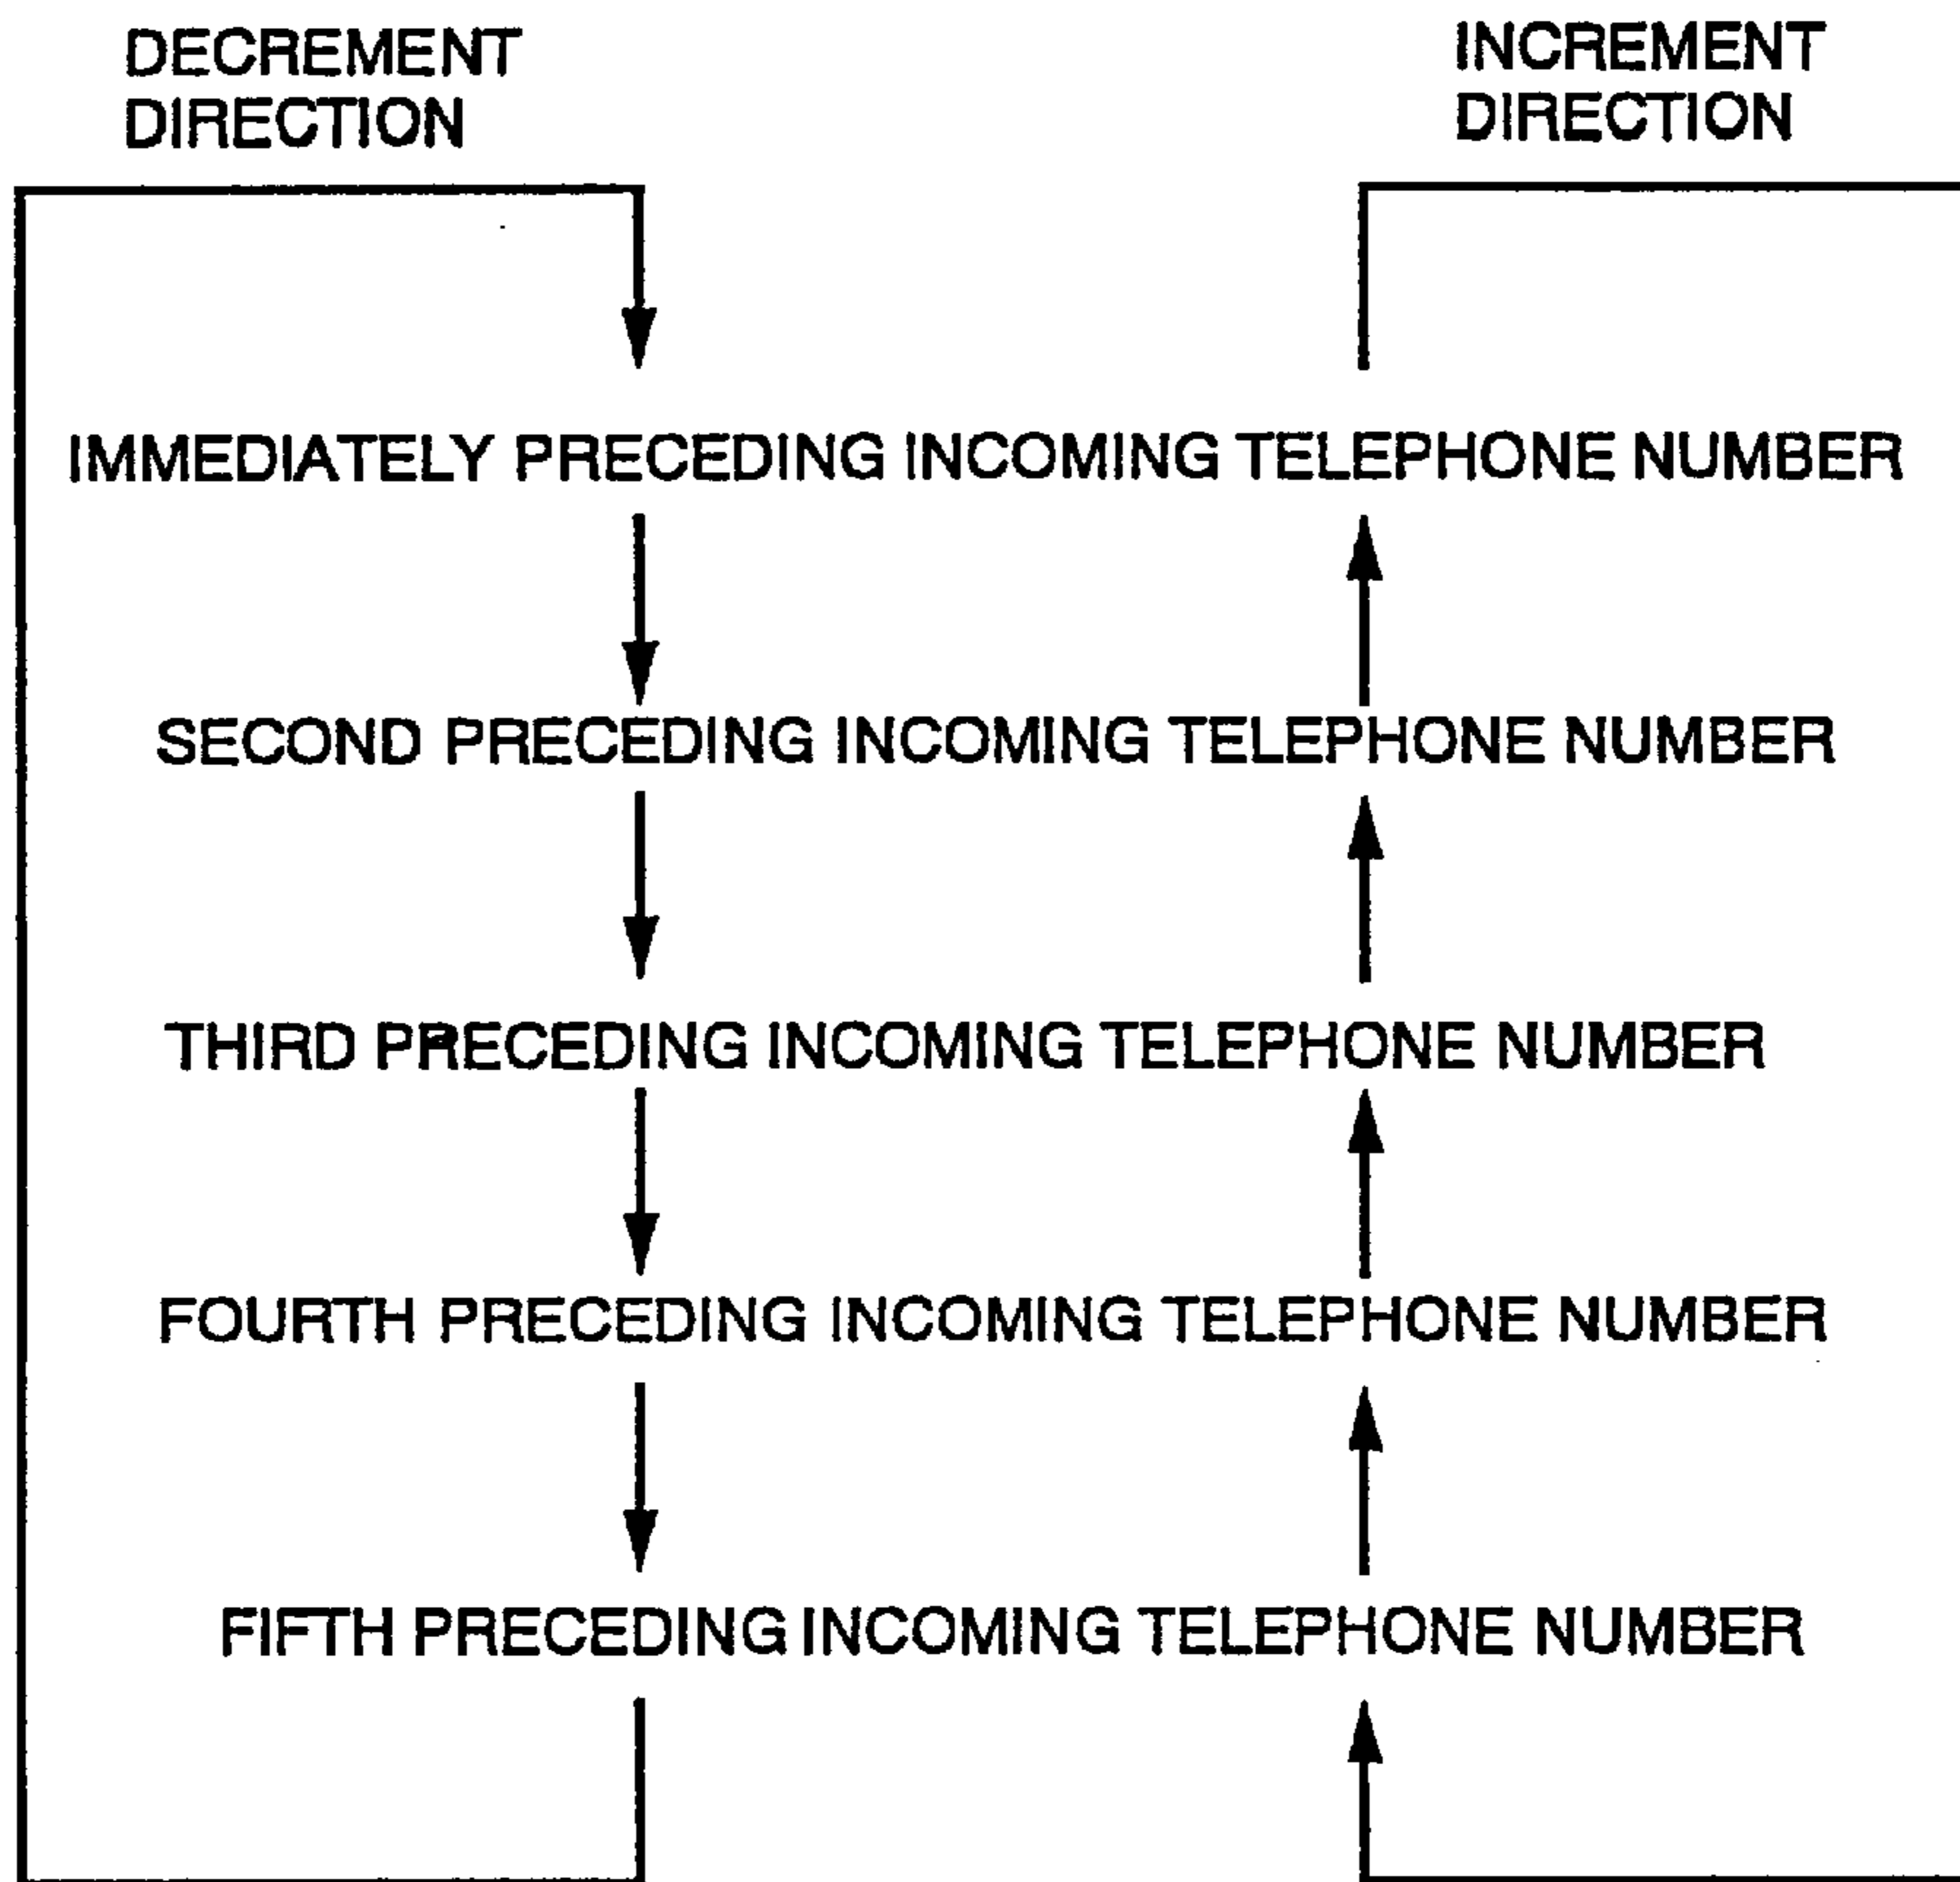 DECREMENT
DIRECTION
INCREMENT
DIRECTION
IMMEDIATELY PRECEDING INCOMING TELEPHONE NUMBER
SECOND PRECEDING INCOMING TELEPHONE NUMBER
THIRD PRECEDING INCOMING TELEPHONE NUMBER
FOURTH PRECEDING INCOMING TELEPHONE NUMBER
FIFTH PRECEDING INCOMING TELEPHONE NUMBER